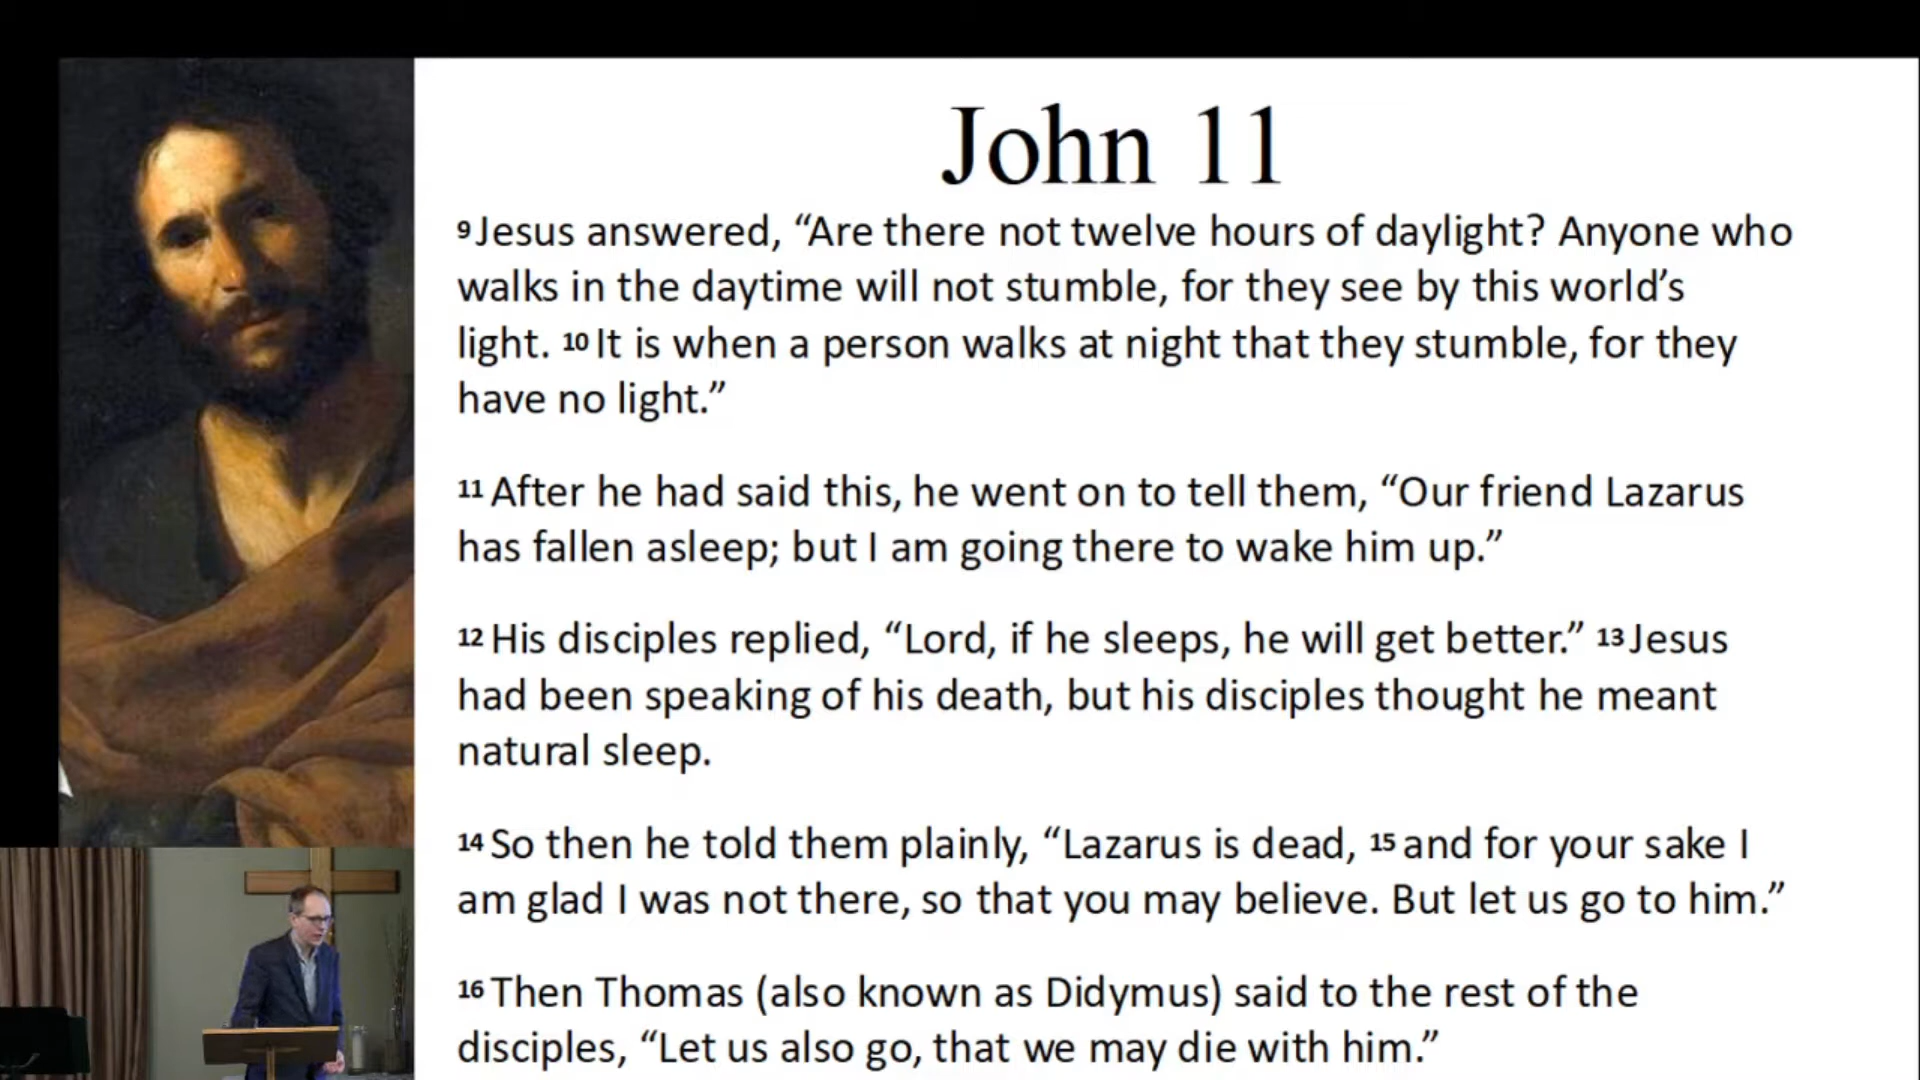 John 11
9 Jesus answered, “Are there not twelve hours of daylight? Anyone who
walks in the daytime will not stumble, for they see by this world’s
light. 10 It is when a person walks at night that they stumble, for they
have no light.”
11 After he had said this, he went on to tell them, “Our friend Lazarus
has fallen asleep; but I am going there to wake him up.”
12 His disciples replied, “Lord, if he sleeps, he will get better.” 13 Jesus
had been speaking of his death, but his disciples thought he meant
natural sleep.
14 So then he told them plainly, “Lazarus is dead, 15 and for your sake I
am glad I was not there, so that you may believe. But let us go to him.”
16 Then Thomas (also known as Didymus) said to the rest of the
disciples, “Let us also go, that we may die with him.”